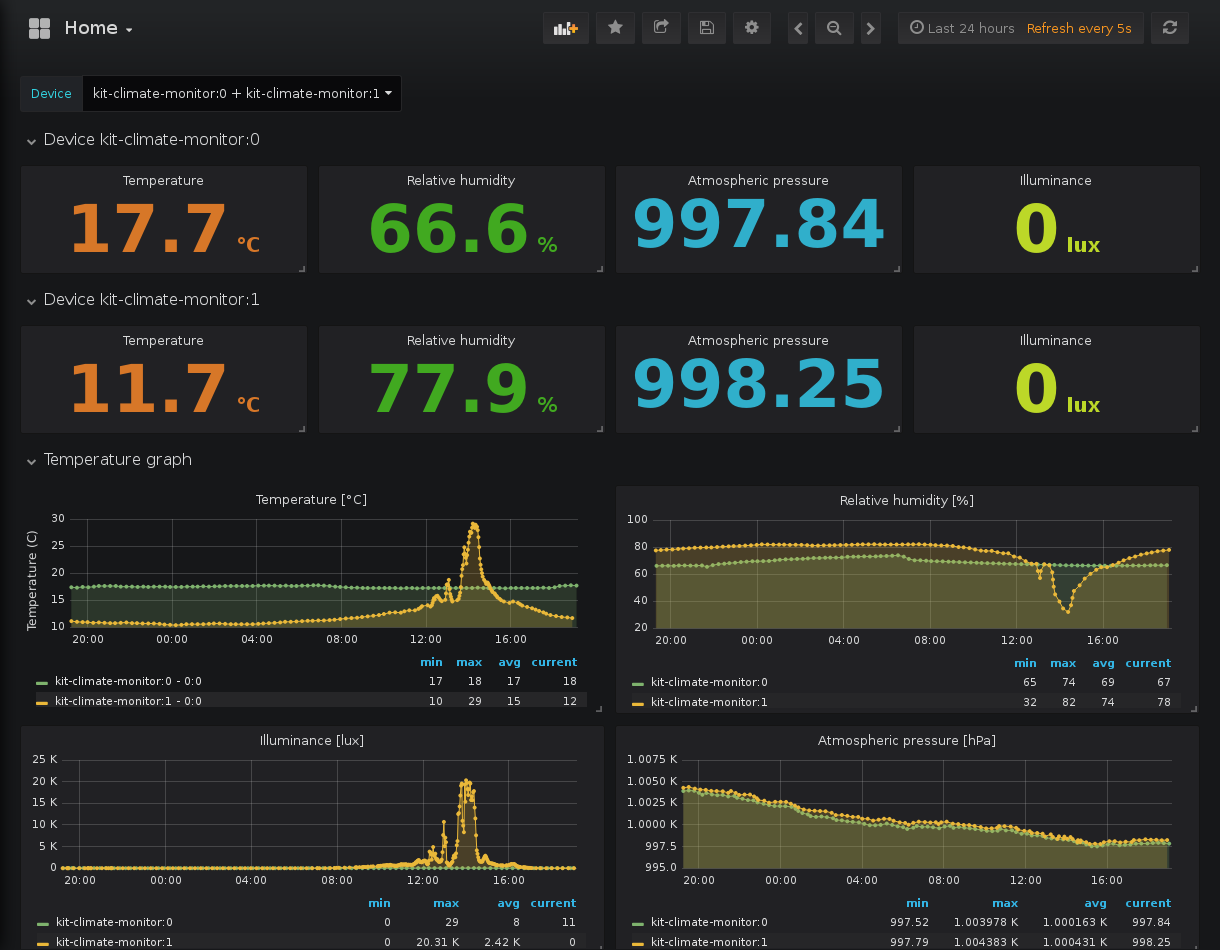 Home
Last 24 hours Refresh every 5s
Device kit-climate-monitor:0 + kit-climate-monitor:1
Device kit-climate-monitor:0
Temperature Relative humidity Atmospheric pressure Illuminance
17.7 °C 66.6 % 997.84 0 lux
Device kit-climate-monitor:1
Temperature Relative humidity Atmospheric pressure Illuminance
11.7 °C 77.9 % 998.25 0 lux
Temperature graph
Temperature [°C]
Temperature (C)
30
25
20
15
10
20:00 00:00 04:00 08:00 12:00 16:00
min max avg current
kit-climate-monitor:0 - 0:0 17 18 17 18
kit-climate-monitor:1 - 0:0 10 29 15 12
Relative humidity [%]
100
80
60
40
20
20:00 00:00 04:00 08:00 12:00 16:00
min max avg current
kit-climate-monitor:0 65 74 69 67
kit-climate-monitor:1 32 82 74 78
Illuminance [lux]
25 K
20 K
15 K
10 K
5 K
0
20:00 00:00 04:00 08:00 12:00 16:00
min max avg current
kit-climate-monitor:0 0 29 8 11
kit-climate-monitor:1 0 20.31 K 2.42 K 0
Atmospheric pressure [hPa]
1.0075 K
1.0050 K
1.0025 K
1.0000 K
997.5
995.0
20:00 00:00 04:00 08:00 12:00 16:00
min max avg current
kit-climate-monitor:0 997.52 1.003978 K 1.000163 K 997.84
kit-climate-monitor:1 997.79 1.004383 K 1.000431 K 998.25